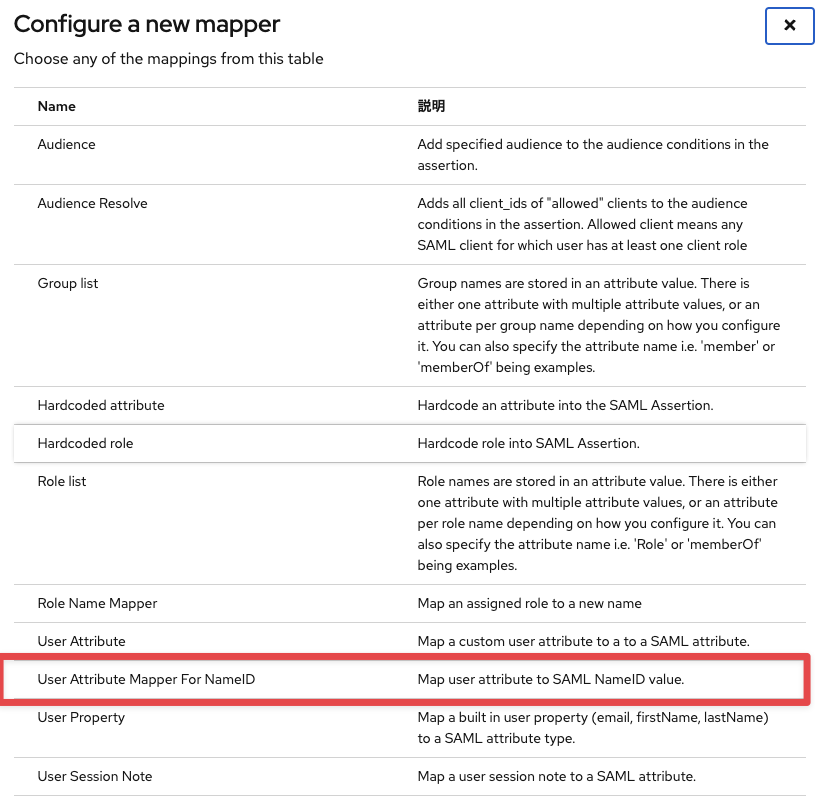 Configure a new mapper
Choose any of the mappings from this table
Name
説明
Audience
Add specified audience to the audience conditions in the
assertion.
Audience Resolve
Adds all client_ids of "allowed" clients to the audience
conditions in the assertion. Allowed client means any
SAML client for which user has at least one client role
Group list
Group names are stored in an attribute value. There is
either one attribute with multiple attribute values, or an
attribute per group name depending on how you configure
it. You can also specify the attribute name i.e. 'member' or
'memberOf' being examples.
Hardcoded attribute
Hardcode an attribute into the SAML Assertion.
Hardcoded role
Hardcode role into SAML Assertion.
Role list
Role names are stored in an attribute value. There is either
one attribute with multiple attribute values, or an attribute
per role name depending on how you configure it. You can
also specify the attribute name i.e. 'Role' or 'memberOf'
being examples.
Role Name Mapper
Map an assigned role to a new name
User Attribute
Map a custom user attribute to a to a SAML attribute.
User Attribute Mapper For NameID
Map user attribute to SAML NameID value.
User Property
Map a built in user property (email, firstName, lastName)
to a SAML attribute type.
User Session Note
Map a user session note to a SAML attribute.